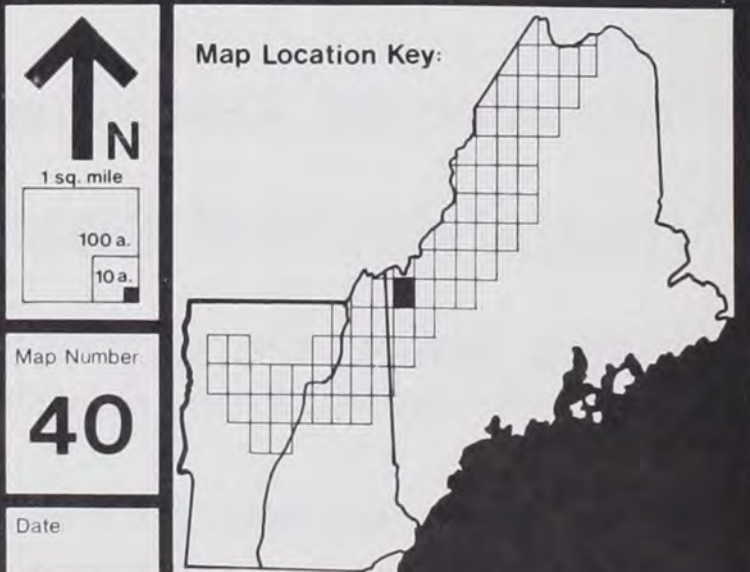 N
1 sq. mile
100 a.
10 a.
Map Number
40
Date
Map Location Key: